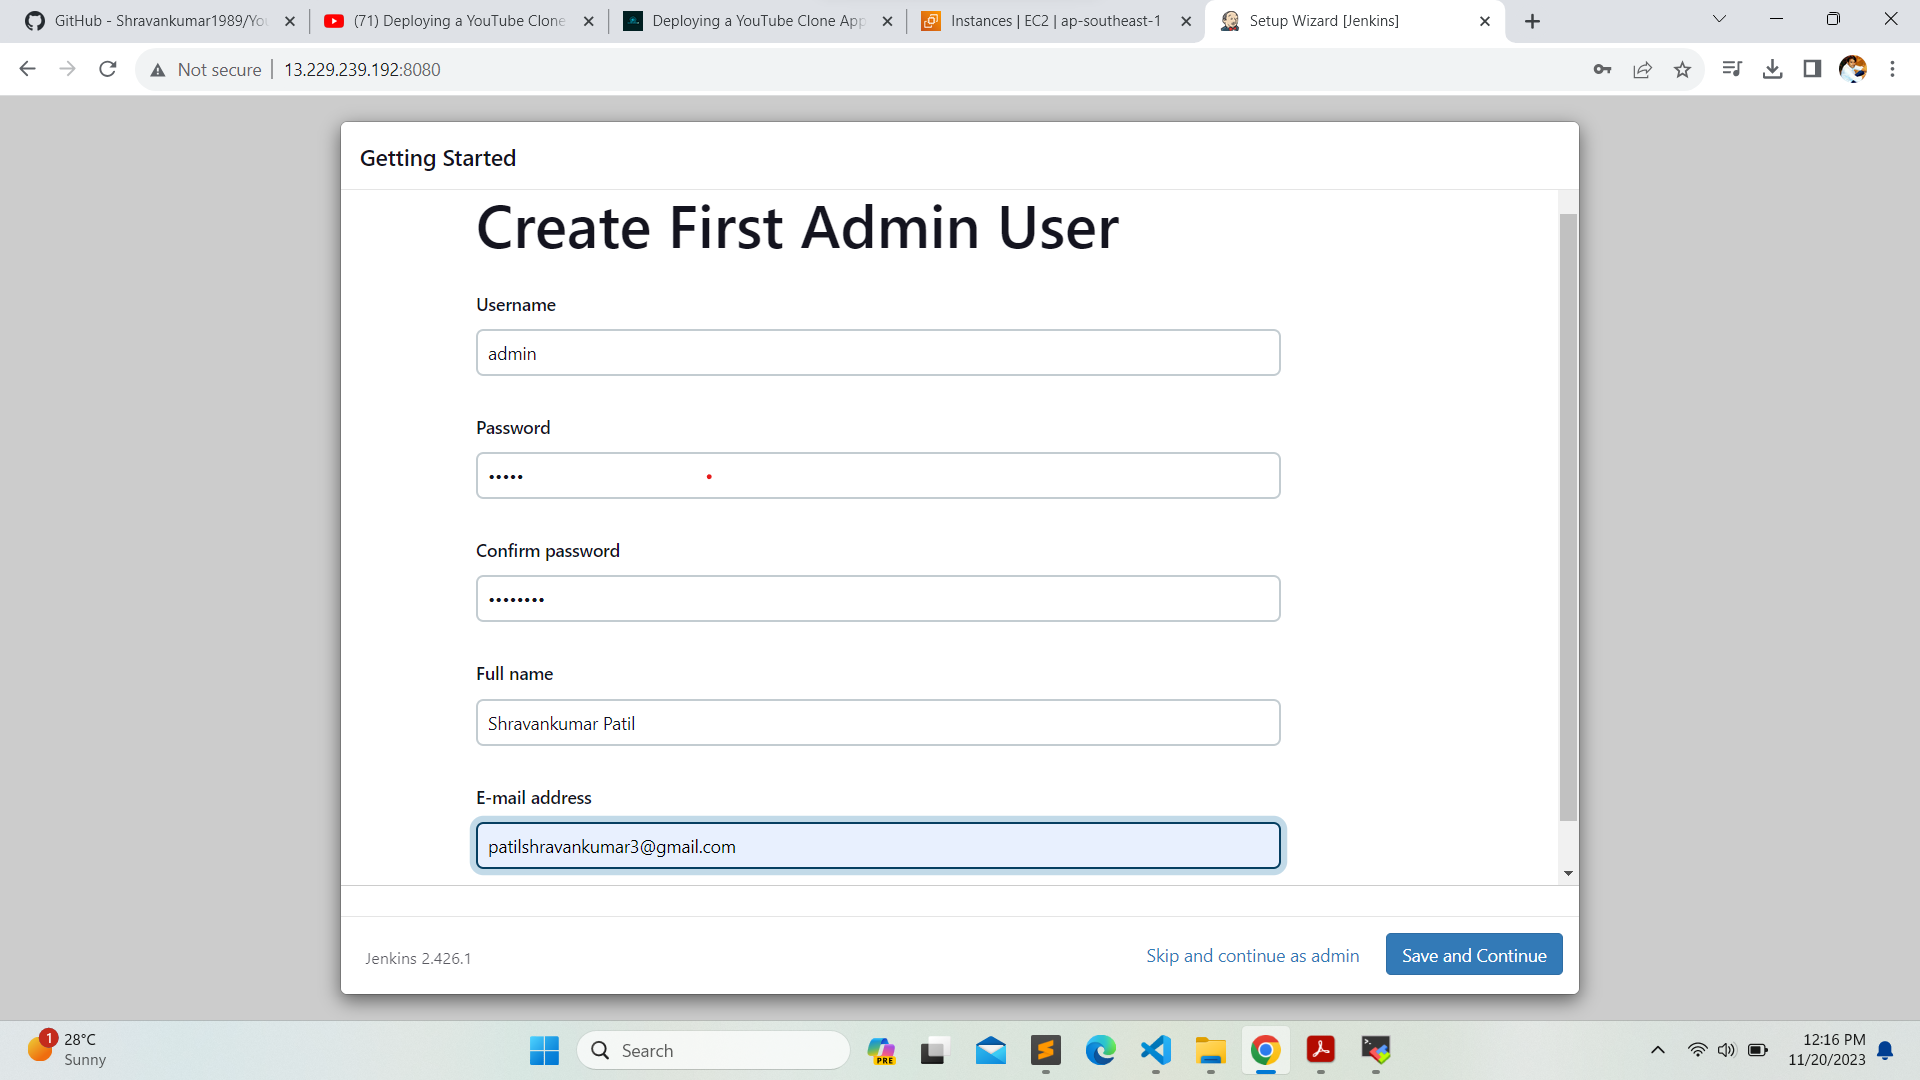 GitHub - Shravankumar1989/You
(71) Deploying a YouTube Clone
Deploying a YouTube Clone App
Instances | EC2 | ap-southeast-1
Setup Wizard [Jenkins]
Not secure
13.229.239.192:8080
Getting Started
Create First Admin User
Username
admin
Password
•••••
Confirm password
••••••••
Full name
Shravankumar Patil
E-mail address
patilshravankumar3@gmail.com
Jenkins 2.426.1
Skip and continue as admin
Save and Continue
1
28°C
Sunny
Search
PRE
12:16 PM
11/20/2023